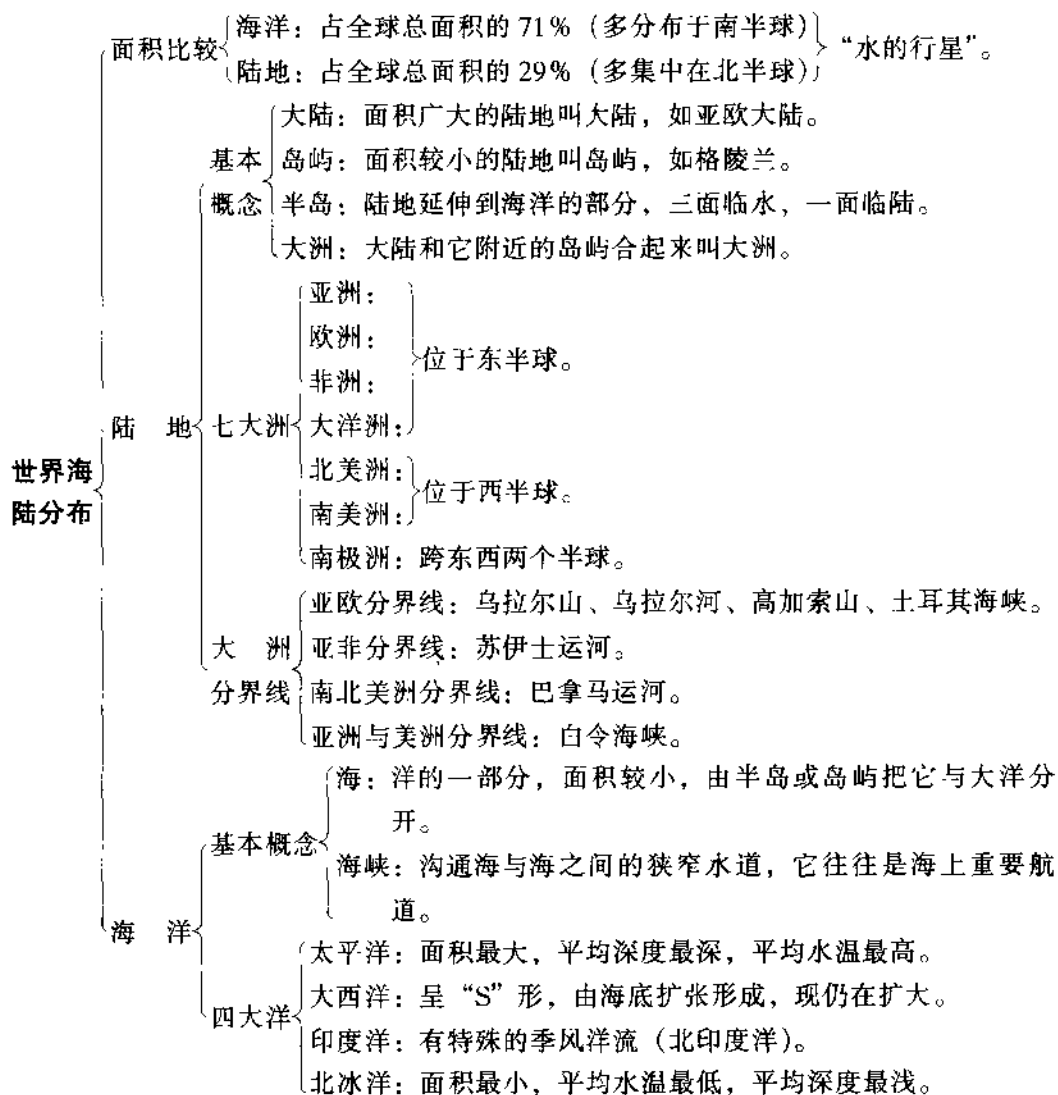 海洋：占全球总面积的 71%（多分布于南半球）
面积比较 “水的行星”。
陆地：占全球总面积的 29%（多集中在北半球）
大陆：面积广大的陆地叫大陆，如亚欧大陆。
基本 岛屿：面积较小的陆地叫岛屿，如格陵兰。
概念 半岛：陆地延伸到海洋的部分，三面临水，一面临陆。
大洲：大陆和它附近的岛屿合起来叫大洲。
亚洲：
欧洲：
位于东半球。
非洲：
陆 地 七大洲 大洋洲：
世界海
陆分布
北美洲：
位于西半球。
南美洲：
南极洲：跨东西两个半球。
亚欧分界线：乌拉尔山、乌拉尔河、高加索山、土耳其海峡。
大 洲 亚非分界线：苏伊士运河。
分界线 南北美洲分界线：巴拿马运河。
亚洲与美洲分界线：白令海峡。
海：洋的一部分，面积较小，由半岛或岛屿把它与大洋分
开。
基本概念
海峡：沟通海与海之间的狭窄水道，它往往是海上重要航
道。
海 洋
太平洋：面积最大，平均深度最深，平均水温最高。
大西洋：呈“S”形，由海底扩张形成，现仍在扩大。
四大洋
印度洋：有特殊的季风洋流（北印度洋）。
北冰洋：面积最小，平均水温最低，平均深度最浅。